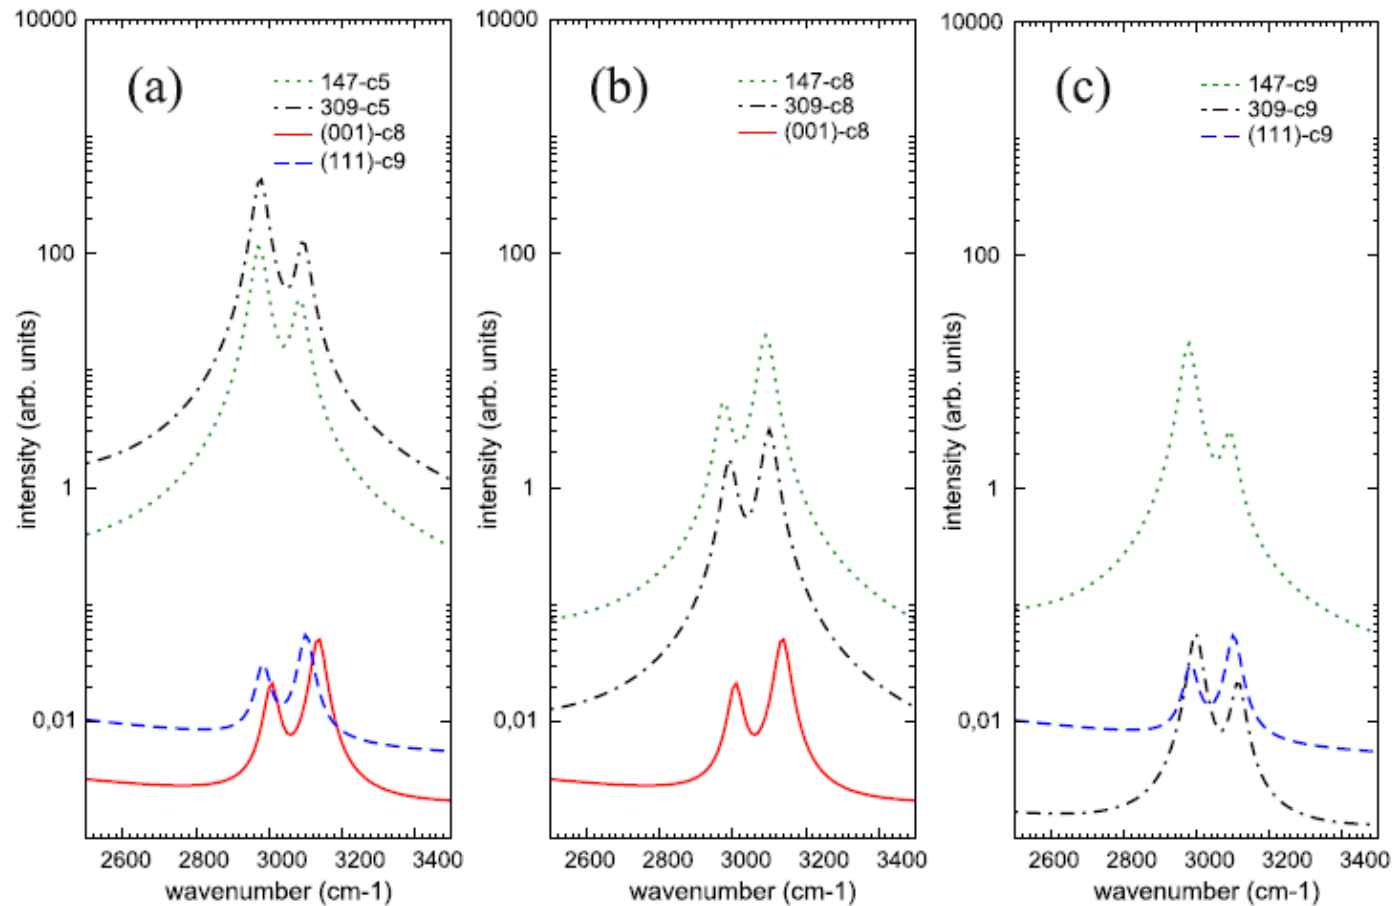 (a)
147-c5
309-c5
(001)-c8
(111)-c9
10000
100
1
0,01
intensity (arb. units)
2600 2800 3000 3200 3400
wavenumber (cm-1)
(b)
147-c8
309-c8
(001)-c8
10000
100
1
0,01
intensity (arb. units)
2600 2800 3000 3200 3400
wavenumber (cm-1)
(c)
147-c9
309-c9
(111)-c9
10000
100
1
0,01
intensity (arb. units)
2600 2800 3000 3200 3400
wavenumber (cm-1)